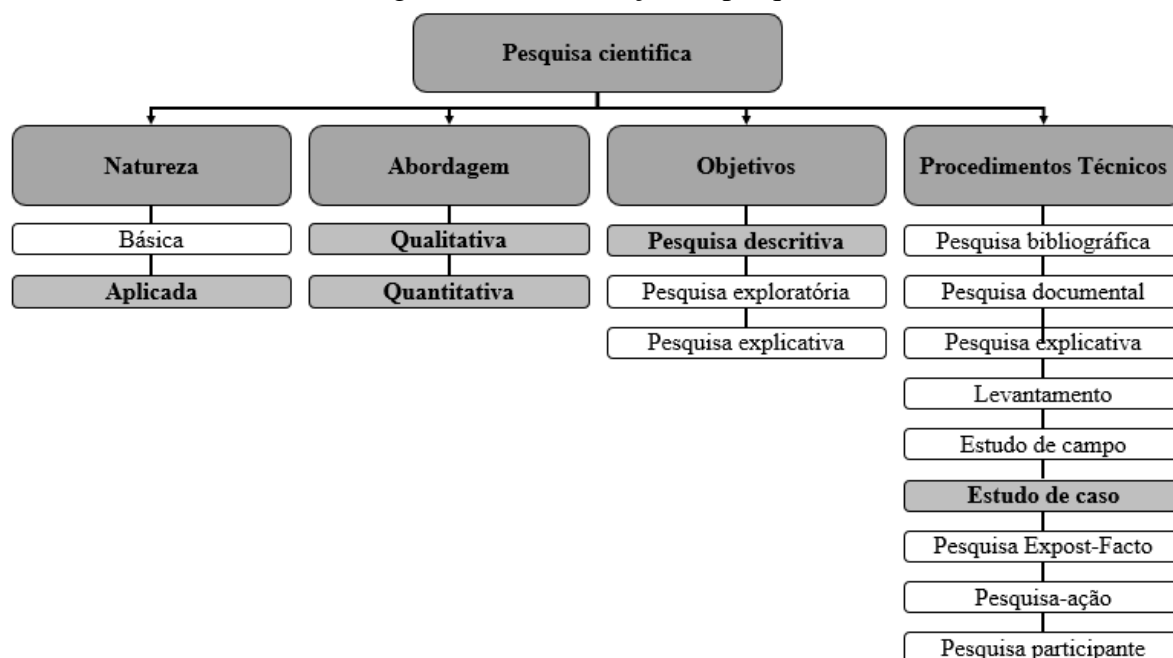 Pesquisa cientifica
Natureza
Abordagem
Objetivos
Procedimentos Técnicos
Básica
Aplicada
Qualitativa
Quantitativa
Pesquisa descritiva
Pesquisa exploratória
Pesquisa explicativa
Pesquisa bibliográfica
Pesquisa documental
Pesquisa explicativa
Levantamento
Estudo de campo
Estudo de caso
Pesquisa Expost-Facto
Pesquisa-ação
Pesquisa participante